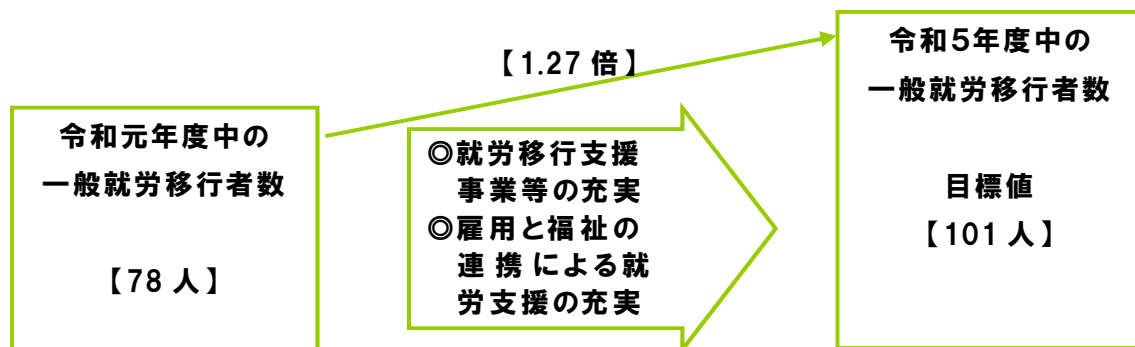 令和元年度中の
一般就労移行者数
【78 人】
【1.27 倍】
◎就労移行支援
事業等の充実
◎雇用と福祉の
連携による就
労支援の充実
令和5年度中の
一般就労移行者数
目標値
【101 人】